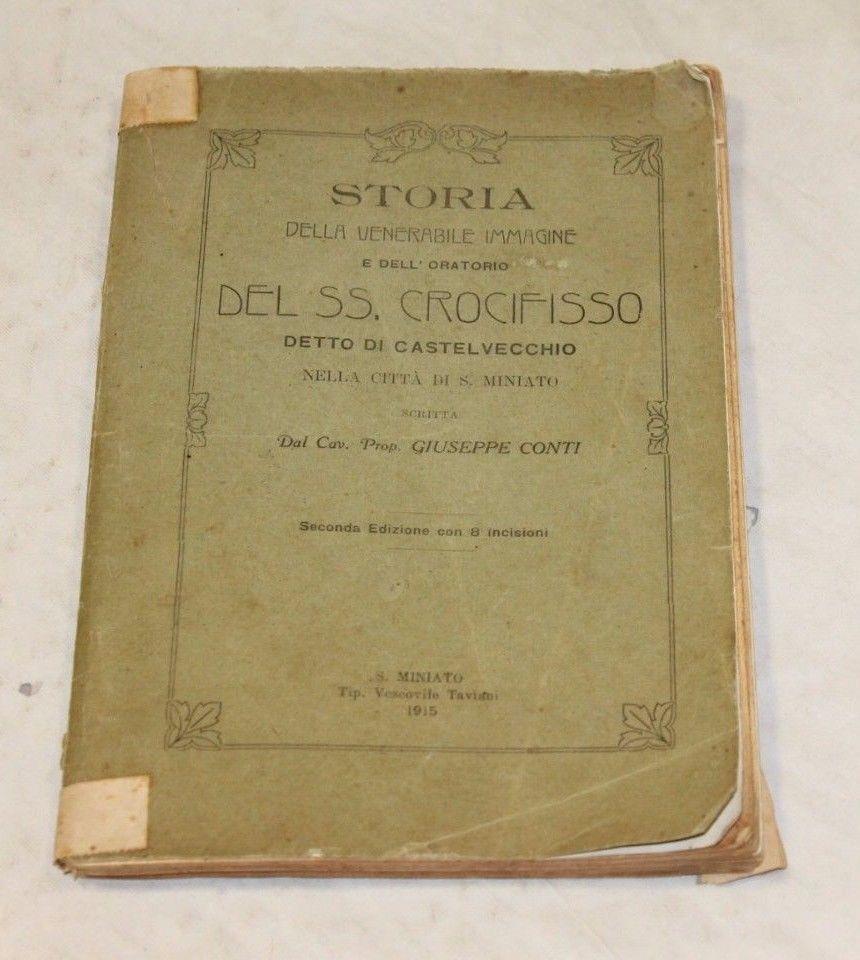 STORIA
DELLA VENERABILE IMMAGINE
E DELL' ORATORIO
DEL SS. CROCIFISSO
DETTO DI CASTELVECCHIO
NELLA CITTÀ DI S. MINIATO
SCRITTA
Dal Cav. Prop. GIUSEPPE CONTI
Seconda Edizione con 8 incisioni
S. MINIATO
Tip. Vescovile Taviani
1915